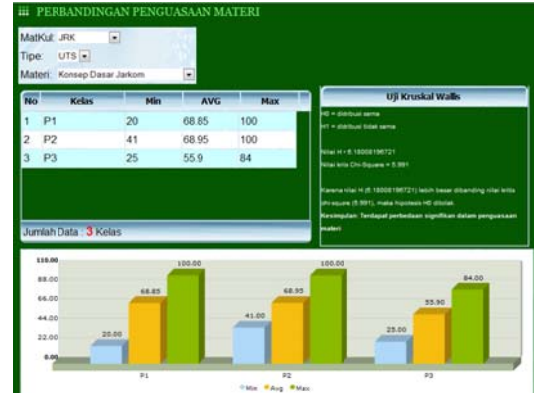 PERBANDINGAN PENGUASAAN MATERI
MatKul: JRK
Tipe: UTS
Materi: Konsep Dasar Jarkom
No Kelas Min AVG Max
1 P1 20 68.85 100
2 P2 41 68.95 100
3 P3 25 55.9 84
Jumlah Data : 3 Kelas
Uji Kruskal Wallis
H0 = distribusi sama
H1 = distribusi tidak sama
Nilai H = 6.18008196721
Nilai kritis Chi-Square = 5.991
Karena nilai H (6.18008196721) lebih besar dibanding nilai kritis
chi-square (5.991), maka hipotesis H0 ditolak.
Kesimpulan: Terdapat perbedaan signifikan dalam penguasaan
materi
110.00
88.00
66.00
44.00
22.00
0.00
20.00 68.85 100.00
41.00 68.95 100.00
25.00 55.90 84.00
P1 P2 P3
Min Avg Max